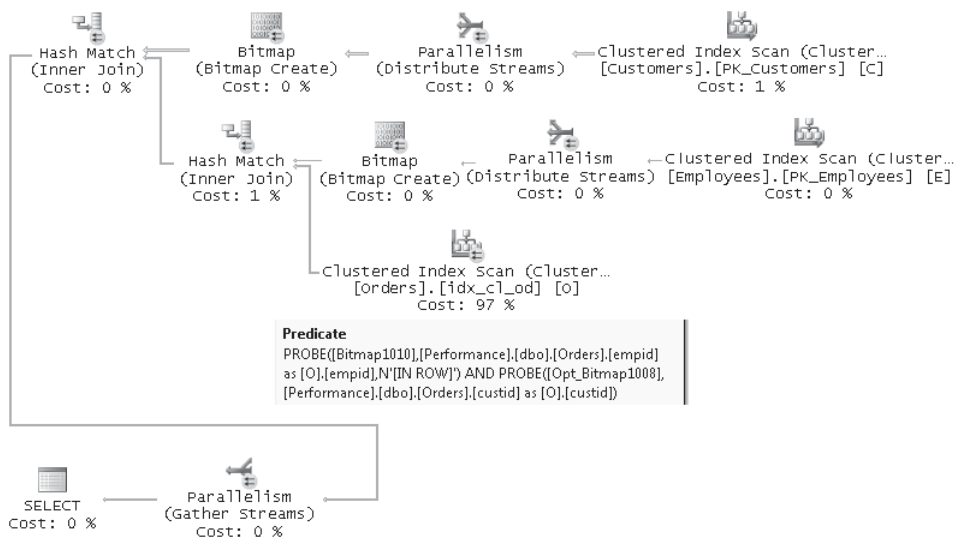 Hash Match
(Inner Join)
Cost: 0 %
Bitmap
(Bitmap Create)
Cost: 0 %
Parallelism
(Distribute Streams)
Cost: 0 %
Clustered Index Scan (Cluster…
[Customers].[PK_Customers] [C]
Cost: 1 %
Hash Match
(Inner Join)
Cost: 1 %
Bitmap
(Bitmap Create)
Cost: 0 %
Parallelism
(Distribute Streams)
Cost: 0 %
Clustered Index Scan (Cluster…
[Employees].[PK_Employees] [E]
Cost: 0 %
Clustered Index Scan (Cluster…
[Orders].[idx_cl_od] [O]
Cost: 97 %
Predicate
PROBE([Bitmap1010],[Performance].[dbo].[Orders].[empid]
as [O].[empid],N'[IN ROW]') AND PROBE([Opt_Bitmap1008],
[Performance].[dbo].[Orders].[custid] as [O].[custid])
SELECT
Cost: 0 %
Parallelism
(Gather Streams)
Cost: 0 %